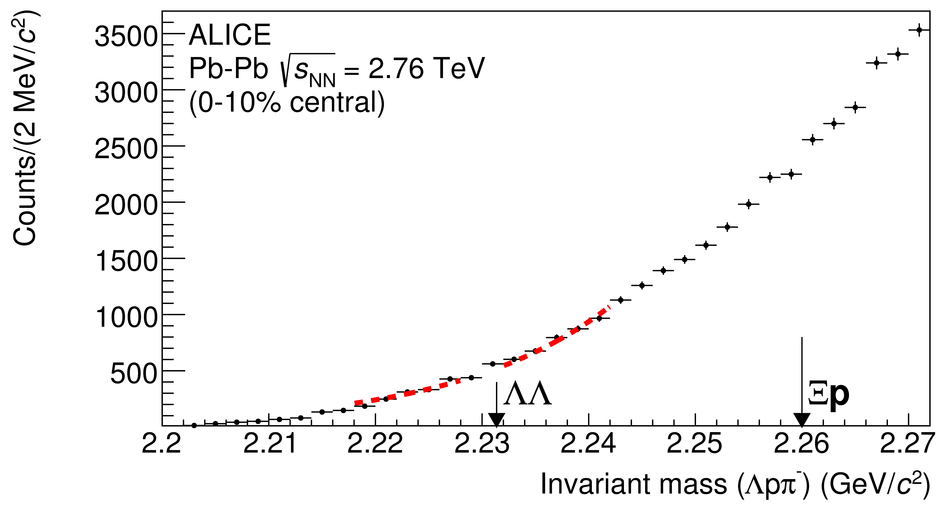 Counts/(2 MeV/c²)
3500
3000
2500
2000
1500
1000
500
ALICE
Pb-Pb √sNN = 2.76 TeV
(0-10% central)
ΛΛ
Ξp
2.2 2.21 2.22 2.23 2.24 2.25 2.26 2.27
Invariant mass (Λpπ⁻) (GeV/c²)